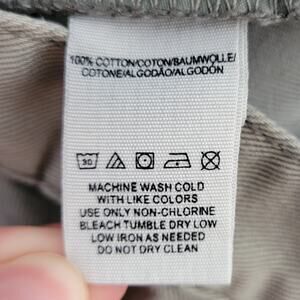 100% COTTON/COTON/BAUMWOLLE/
COTONE/ALGODÃO/ALGODÓN
30
MACHINE WASH COLD
WITH LIKE COLORS
USE ONLY NON-CHLORINE
BLEACH TUMBLE DRY LOW
LOW IRON AS NEEDED
DO NOT DRY CLEAN